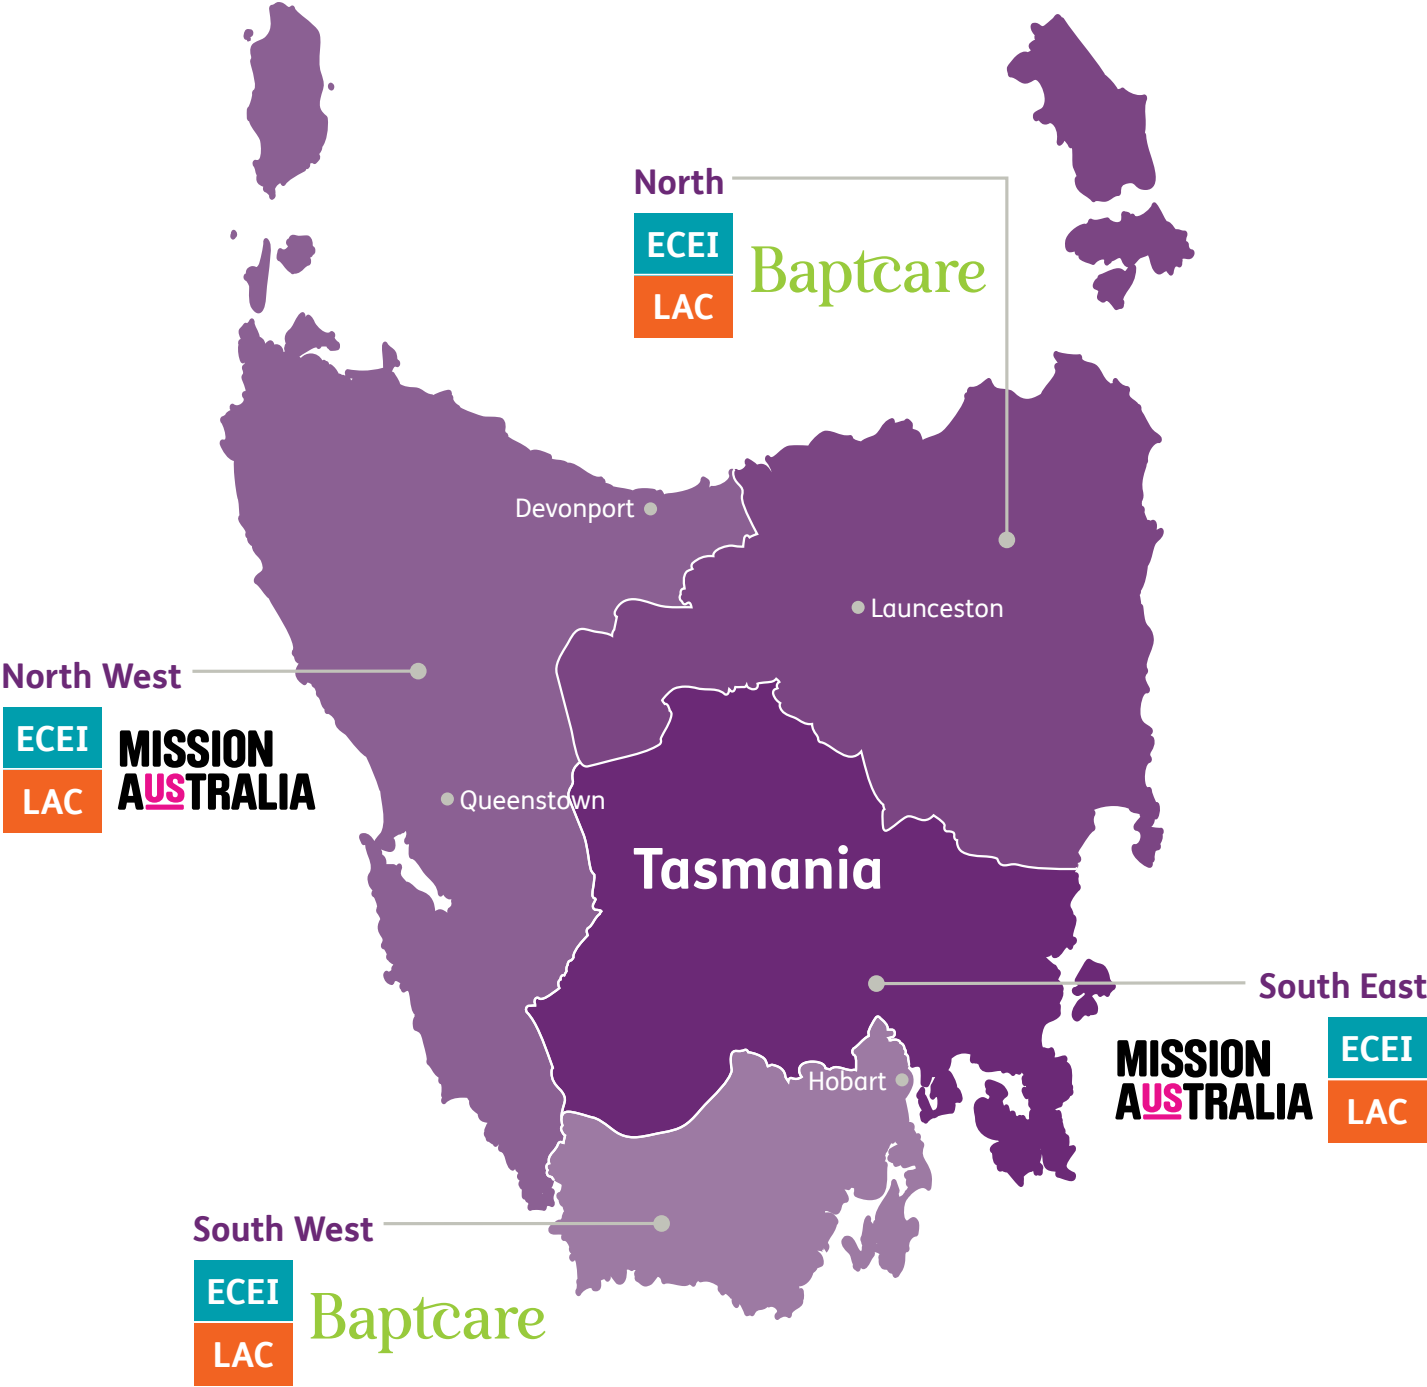 North
ECEI
LAC
Baptcare
Devonport
Launceston
North West
ECEI
LAC
MISSION
AUSTRALIA
Queenstown
Tasmania
South East
MISSION
AUSTRALIA
ECEI
LAC
Hobart
South West
ECEI
LAC
Baptcare